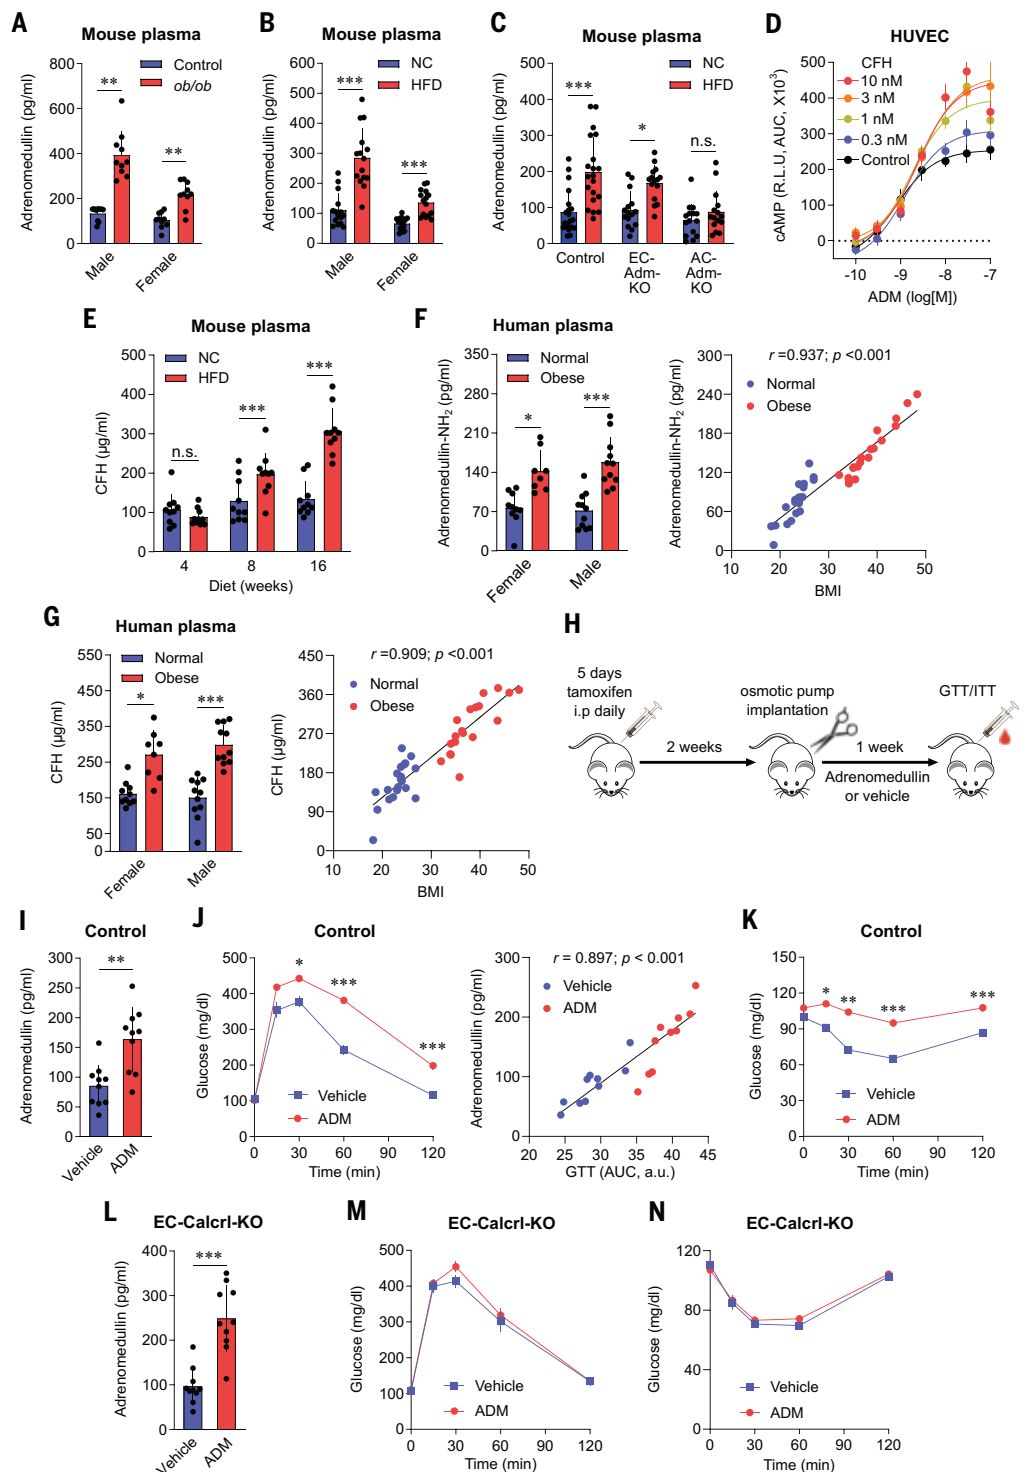 A
Mouse plasma
Control
ob/ob
Adrenomedullin (pg/ml)
800
600
400
200
0
**
**
Male
Female
B
Mouse plasma
NC
HFD
Adrenomedullin (pg/ml)
600
500
400
300
200
100
0
***
***
Male
Female
C
Mouse plasma
NC
HFD
Adrenomedullin (pg/ml)
500
400
300
200
100
0
***
*
n.s.
Control
EC-
Adm-
KO
AC-
Adm-
KO
D
HUVEC
CFH
10 nM
3 nM
1 nM
0.3 nM
Control
cAMP (R.L.U, AUC, X10³)
500
400
300
200
100
0
-10
-9
-8
-7
ADM (log[M])
E
Mouse plasma
NC
HFD
CFH (µg/ml)
500
400
300
200
100
0
n.s.
***
***
4
8
16
Diet (weeks)
F
Human plasma
Normal
Obese
Adrenomedullin-NH₂ (pg/ml)
350
280
210
140
70
0
*
***
Female
Male
r =0.937; p <0.001
Normal
Obese
Adrenomedullin-NH₂ (pg/ml)
300
240
180
120
60
0
10
20
30
40
50
BMI
G
Human plasma
Normal
Obese
CFH (µg/ml)
550
450
350
250
150
50
0
*
***
Female
Male
r =0.909; p <0.001
Normal
Obese
CFH (µg/ml)
450
360
270
180
90
0
10
20
30
40
50
BMI
H
5 days
tamoxifen
i.p daily
2 weeks
osmotic pump
implantation
1 week
Adrenomedullin
or vehicle
GTT/ITT
I
Control
Adrenomedullin (pg/ml)
300
250
200
150
100
50
0
**
Vehicle
ADM
J
Control
Glucose (mg/dl)
500
400
300
200
100
0
*
***
***
Vehicle
ADM
0
30
60
90
120
Time (min)
r = 0.897; p < 0.001
Vehicle
ADM
Adrenomedullin (pg/ml)
300
200
100
0
20
25
30
35
40
45
GTT (AUC, a.u.)
K
Control
Glucose (mg/dl)
150
120
90
60
30
0
*
**
***
***
Vehicle
ADM
0
30
60
90
120
Time (min)
L
EC-Calcrl-KO
Adrenomedullin (pg/ml)
400
300
200
100
0
***
Vehicle
ADM
M
EC-Calcrl-KO
Glucose (mg/dl)
500
400
300
200
100
0
Vehicle
ADM
0
30
60
90
120
Time (min)
N
EC-Calcrl-KO
Glucose (mg/dl)
120
80
40
0
Vehicle
ADM
0
30
60
90
120
Time (min)